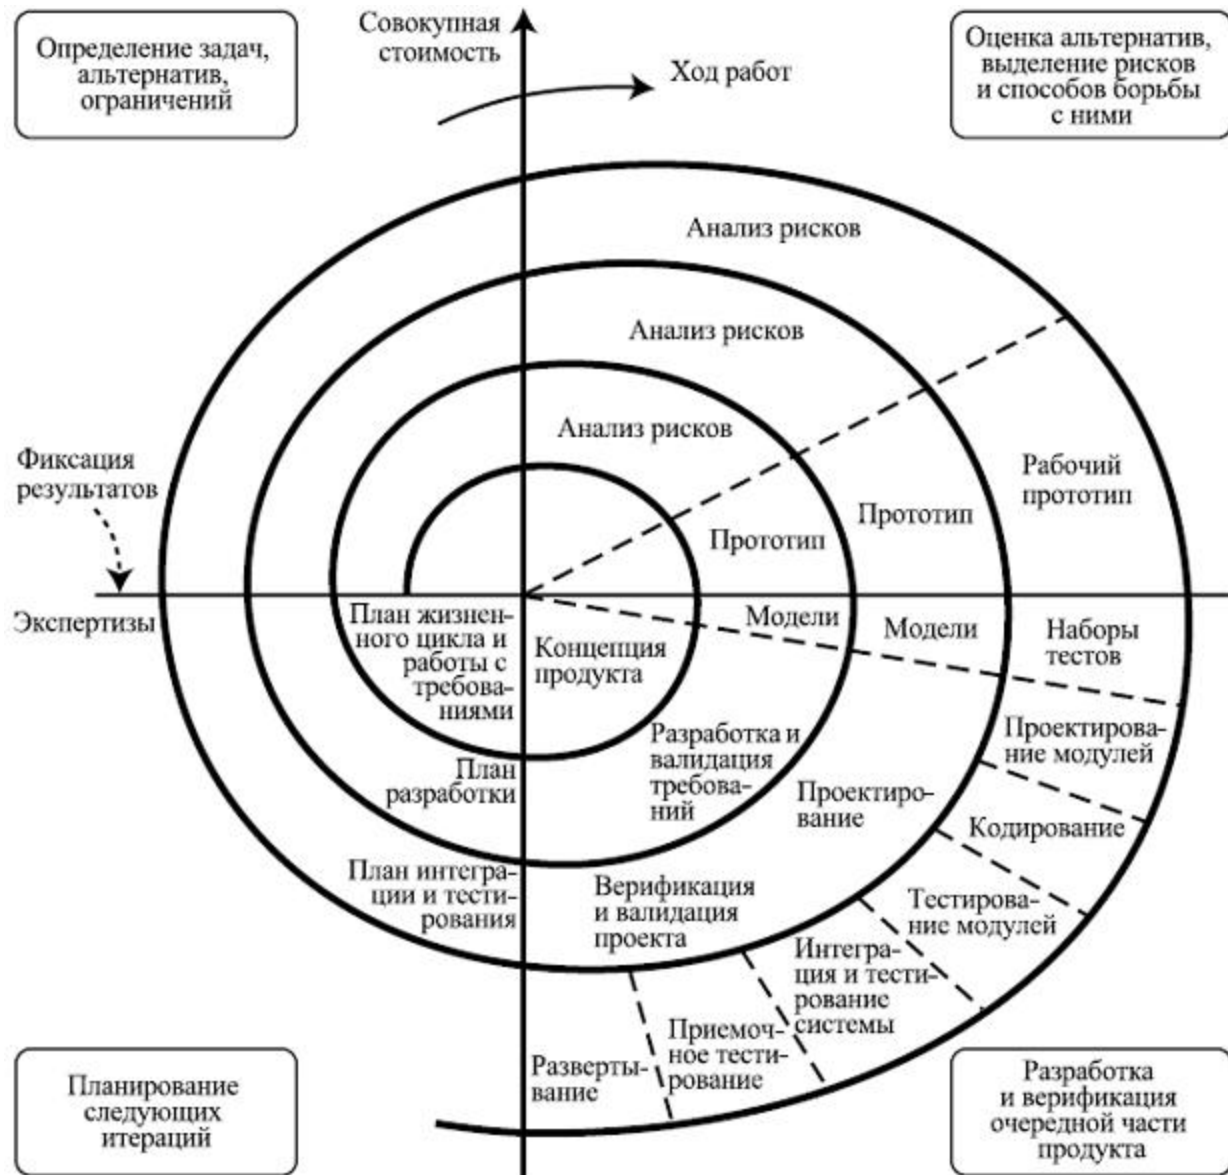 Определение задач,
альтернатив,
ограничений
Совокупная
стоимость
Ход работ
Оценка альтернатив,
выделение рисков
и способов борьбы
с ними
Анализ рисков
Анализ рисков
Анализ рисков
Фиксация
результатов
Рабочий
прототип
Прототип
Прототип
Экспертизы
План жизнен-
ного цикла и
работы с
требова-
ниями
Концепция
продукта
Модели
Модели
Наборы
тестов
План
разработки
Разработка и
валидация
требова-
ний
Проектиро-
вание
Проектирова-
ние модулей
Кодирование
План интегра-
ции и тести-
рования
Верификация
и валидация
проекта
Тестирова-
ние модулей
Интегра-
ция и тести-
рование
системы
Приемоч-
ное тести-
рование
Разверты-
вание
Планирование
следующих
итераций
Разработка
и верификация
очередной части
продукта